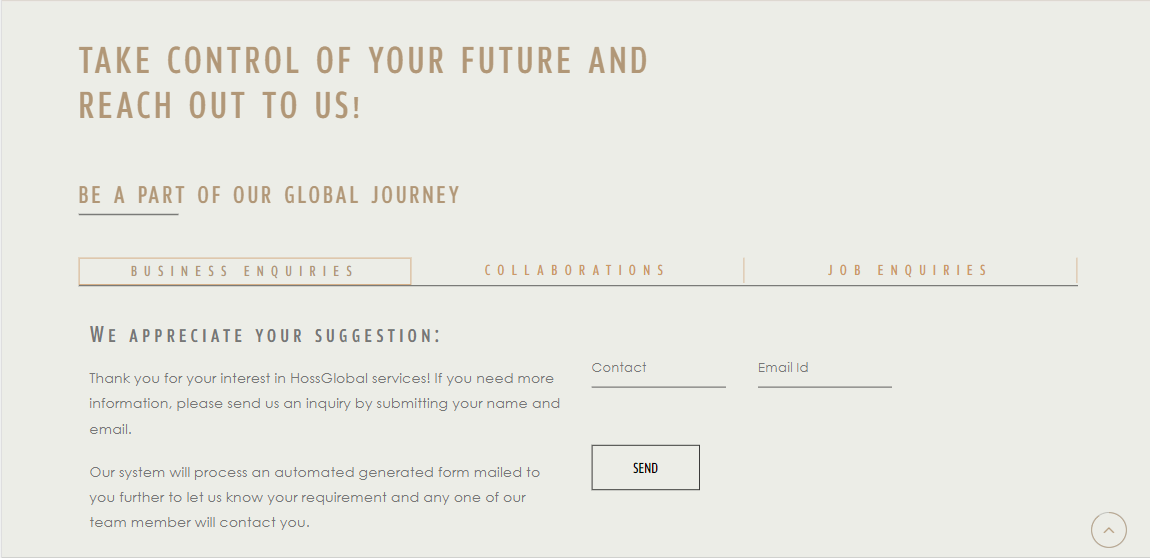 TAKE CONTROL OF YOUR FUTURE AND
REACH OUT TO US!
BE A PART OF OUR GLOBAL JOURNEY
BUSINESS ENQUIRIES
COLLABORATIONS
JOB ENQUIRIES
WE APPRECIATE YOUR SUGGESTION:
Thank you for your interest in HossGlobal services! If you need more
information, please send us an inquiry by submitting your name and
email.
Our system will process an automated generated form mailed to
you further to let us know your requirement and any one of our
team member will contact you.
Contact
Email Id
SEND